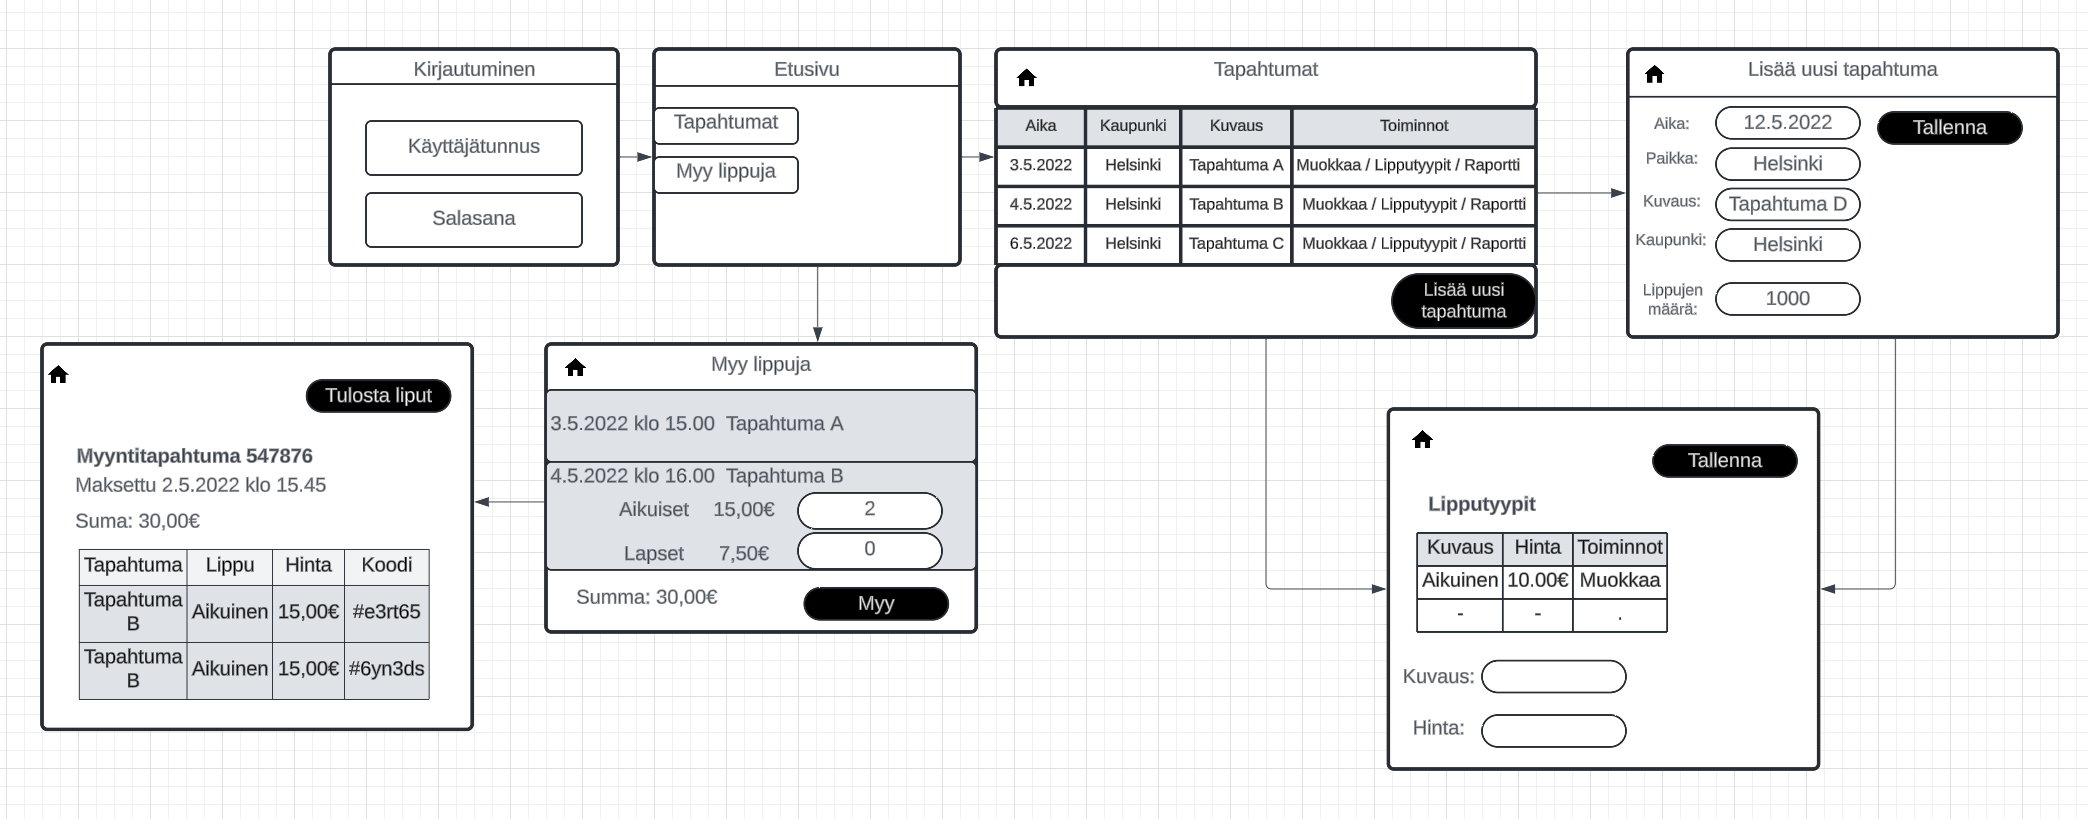 Kirjautuminen
Käyttäjätunnus
Salasana
Etusivu
Tapahtumat
Myy lippuja
Tapahtumat
Aika Kaupunki Kuvaus Toiminnot
3.5.2022 Helsinki Tapahtuma A Muokkaa / Lipputyypit / Raportti
4.5.2022 Helsinki Tapahtuma B Muokkaa / Lipputyypit / Raportti
6.5.2022 Helsinki Tapahtuma C Muokkaa / Lipputyypit / Raportti
Lisää uusi
tapahtuma
Lisää uusi tapahtuma
Aika: 12.5.2022 Tallenna
Paikka: Helsinki
Kuvaus: Tapahtuma D
Kaupunki: Helsinki
Lippujen
määrä: 1000
Tulosta liput
Myyntitapahtuma 547876
Maksettu 2.5.2022 klo 15.45
Suma: 30,00€
Tapahtuma Lippu Hinta Koodi
Tapahtuma
B Aikuinen 15,00€ #e3rt65
Tapahtuma
B Aikuinen 15,00€ #6yn3ds
Myy lippuja
3.5.2022 klo 15.00 Tapahtuma A
4.5.2022 klo 16.00 Tapahtuma B
Aikuiset 15,00€ 2
Lapset 7,50€ 0
Summa: 30,00€ Myy
Tallenna
Lipputyypit
Kuvaus Hinta Toiminnot
Aikuinen 10.00€ Muokkaa
- - .
Kuvaus:
Hinta: